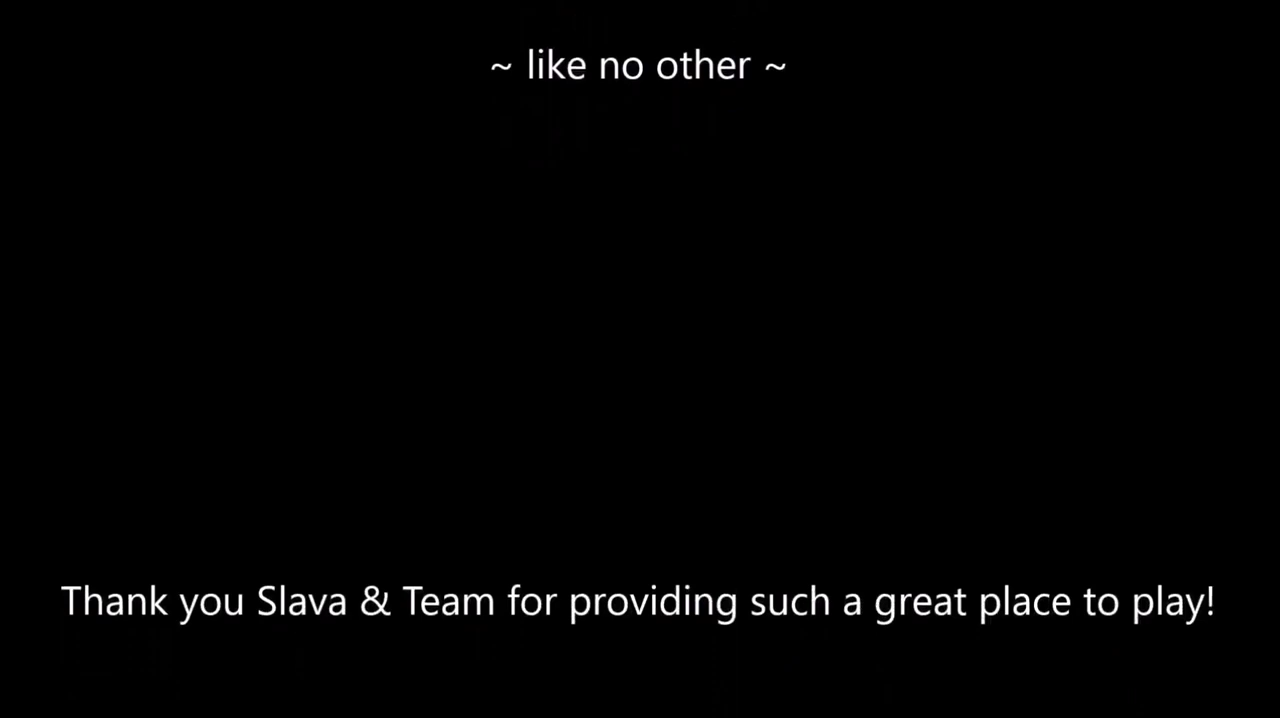 ~ like no other ~
Thank you Slava & Team for providing such a great place to play!